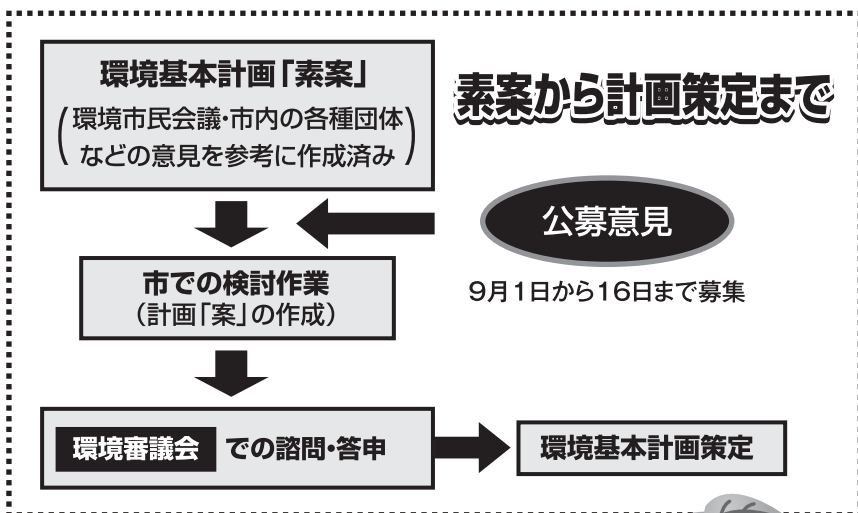 素案から計画策定まで
環境基本計画「素案」
(環境市民会議・市内の各種団体
などの意見を参考に作成済み)
公募意見
9月1日から16日まで募集
市での検討作業
(計画「案」の作成)
環境審議会での諮問・答申
環境基本計画策定